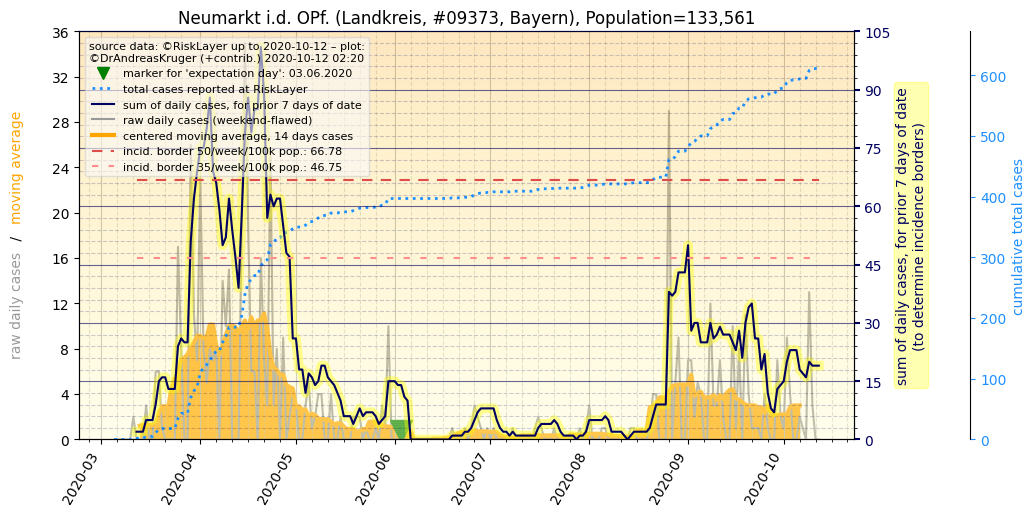 Neumarkt i.d. OPf. (Landkreis, #09373, Bayern), Population=133,561
source data: ©RiskLayer up to 2020-10-12 – plot:
©DrAndreasKruger (+contrib.) 2020-10-12 02:20
marker for 'expectation day': 03.06.2020
total cases reported at RiskLayer
sum of daily cases, for prior 7 days of date
raw daily cases (weekend-flawed)
centered moving average, 14 days cases
incid. border 50/week/100k pop.: 66.78
incid. border 35/week/100k pop.: 46.75
raw daily cases / moving average
36
32
28
24
20
16
12
8
4
0
105
90
75
60
45
30
15
0
sum of daily cases, for prior 7 days of date
(to determine incidence borders)
600
500
400
300
200
100
0
cumulative total cases
2020-03
2020-04
2020-05
2020-06
2020-07
2020-08
2020-09
2020-10